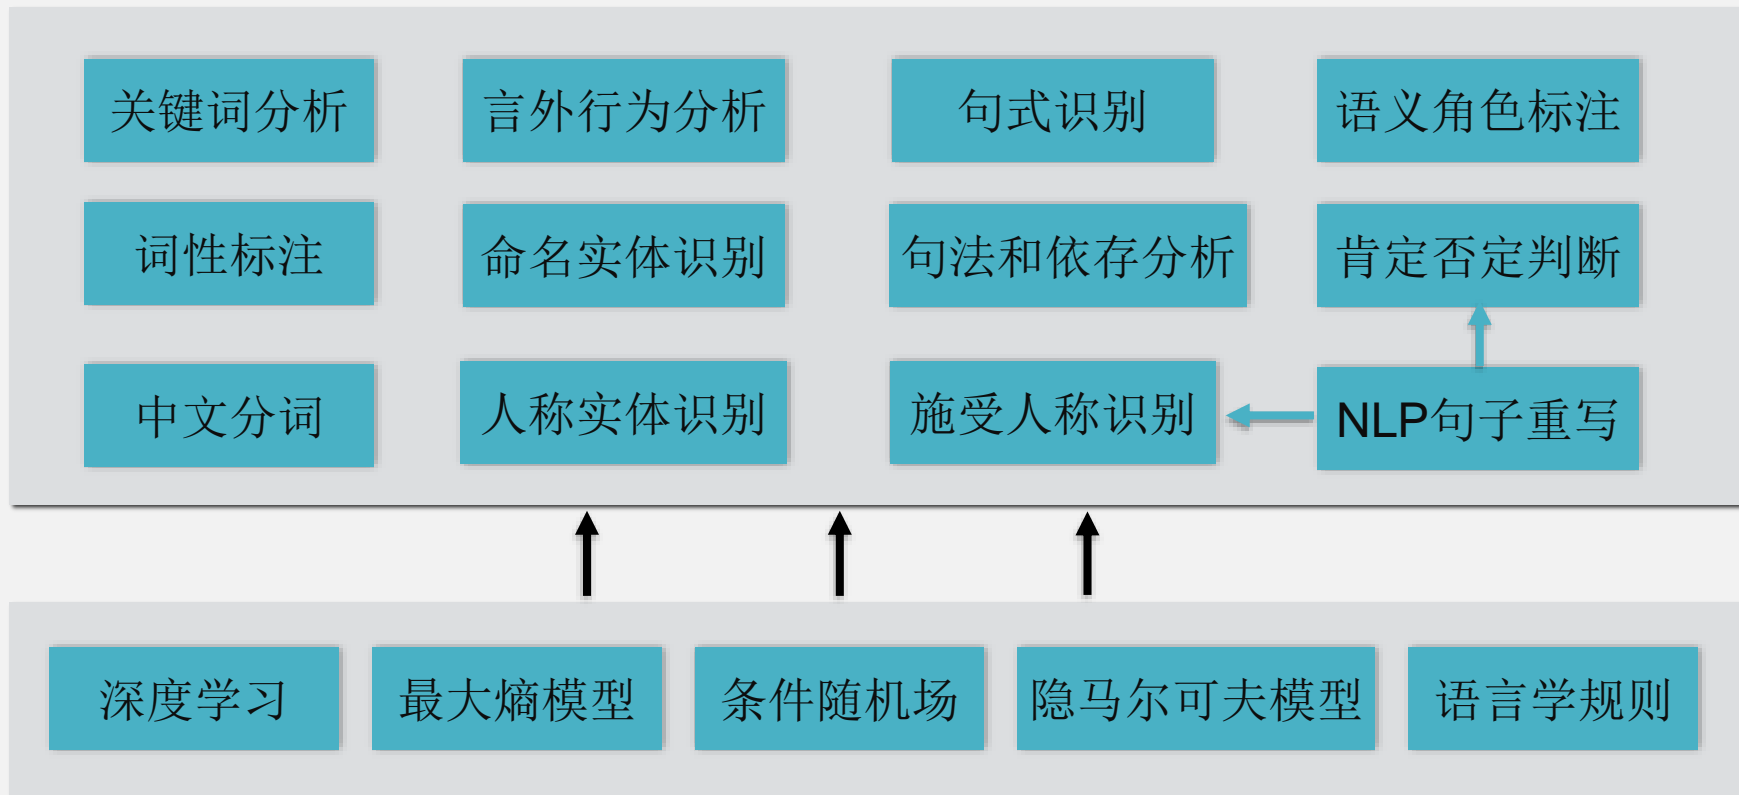 关键词分析
言外行为分析
句式识别
语义角色标注
词性标注
命名实体识别
句法和依存分析
肯定否定判断
中文分词
人称实体识别
施受人称识别
NLP句子重写
深度学习
最大熵模型
条件随机场
隐马尔可夫模型
语言学规则